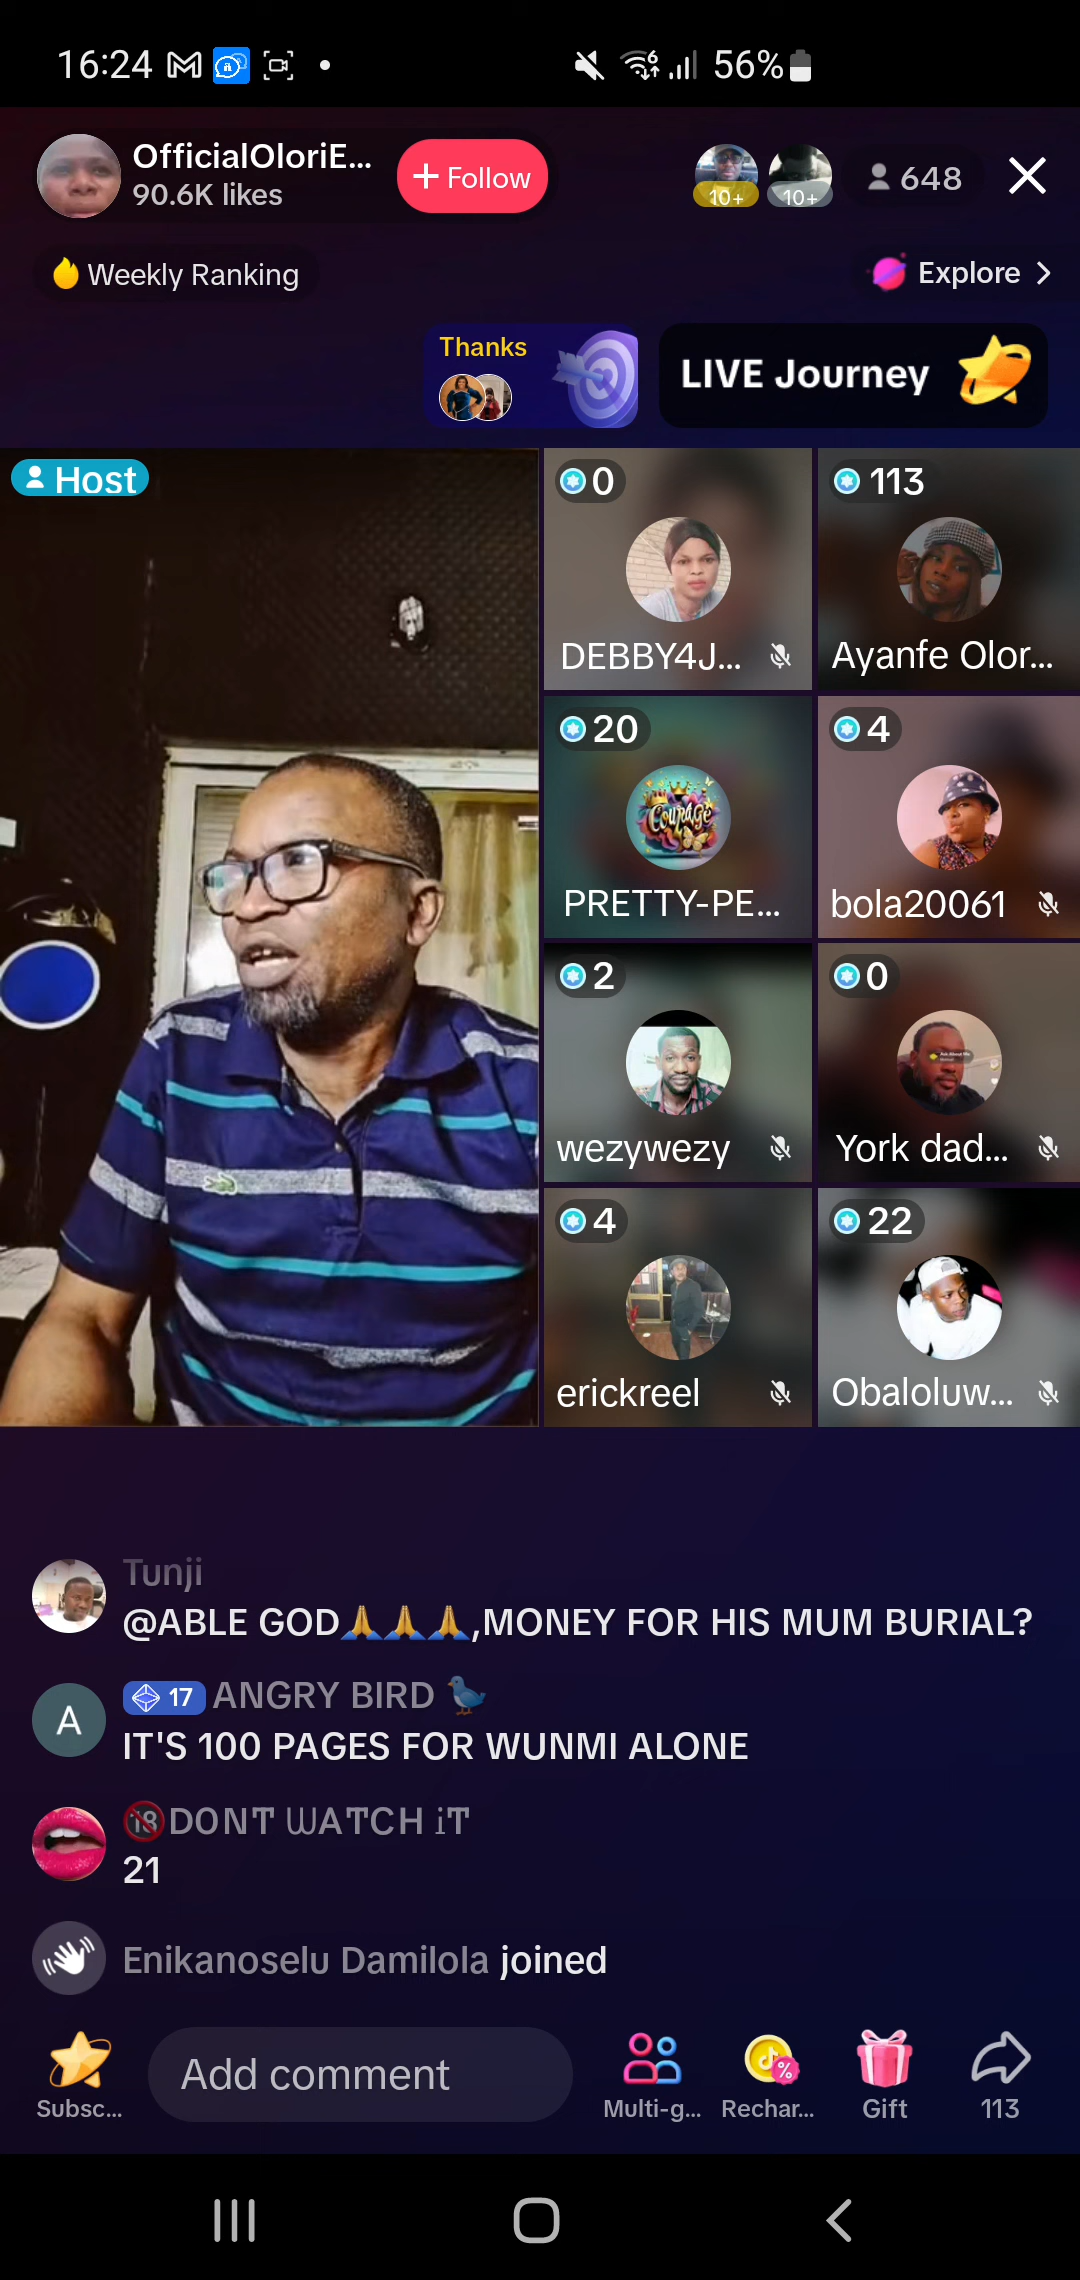 16:24
56%
OfficialOloriE...
90.6K likes
+ Follow
10+
10+
648
Weekly Ranking
Explore
Thanks
LIVE Journey
Host
0
DEBBY4J...
113
Ayanfe Olor...
20
Courage
PRETTY-PE...
4
bola20061
2
wezywezy
0
York dad...
4
erickreel
22
Obaloluw...
Tunji
@ABLE GOD🙏🙏🙏,MONEY FOR HIS MUM BURIAL?
17 ANGRY BIRD 🐦
A
IT'S 100 PAGES FOR WUNMI ALONE
🔞DONT WATCH iT
21
Enikanoselu Damilola joined
Add comment
Subsc...
Multi-g...
Rechar...
Gift
113